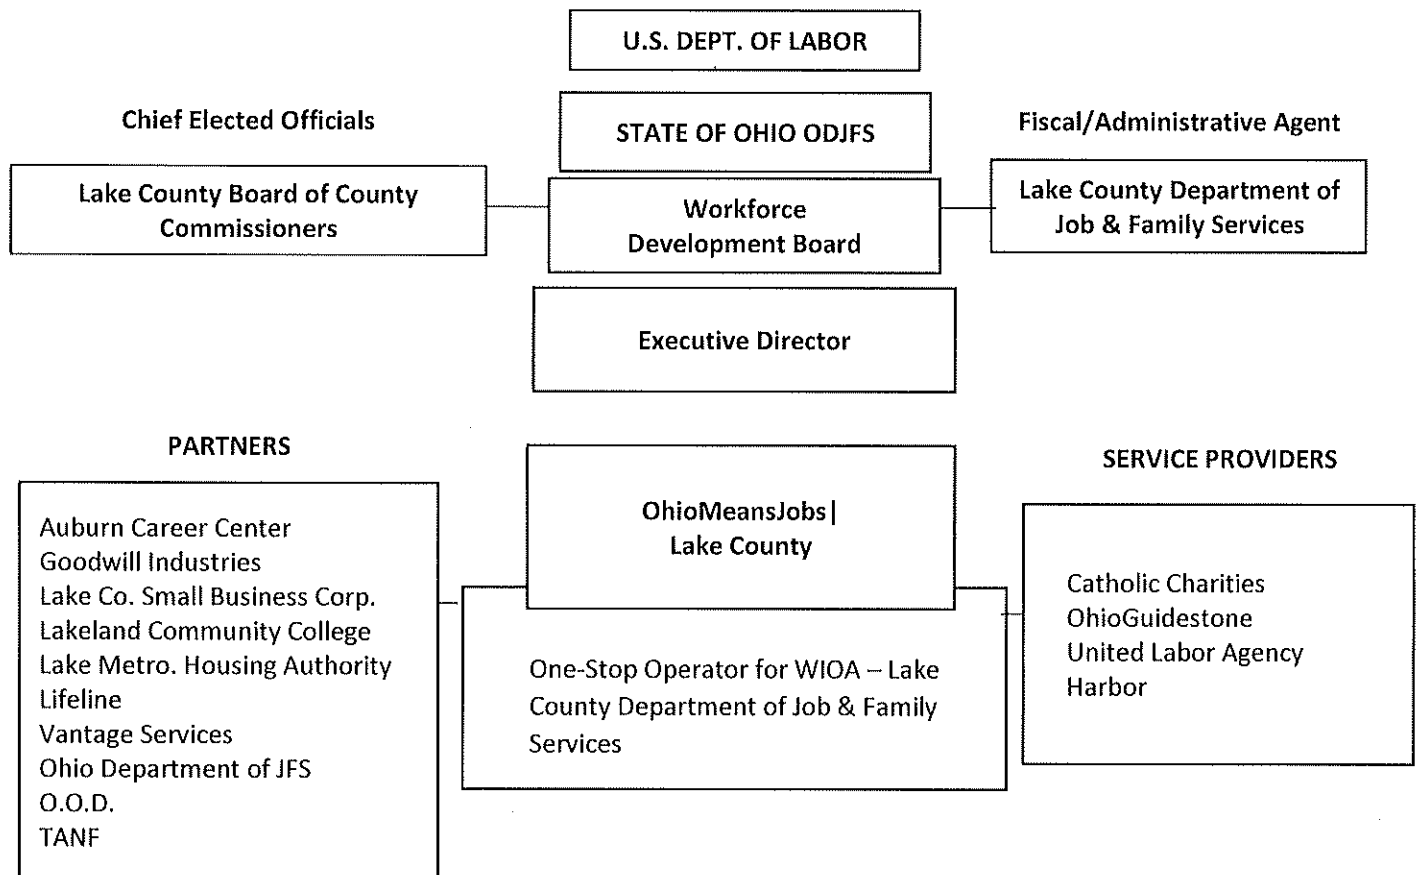 U.S. DEPT. OF LABOR
Chief Elected Officials
STATE OF OHIO ODJFS
Fiscal/Administrative Agent
Lake County Board of County
Commissioners
Workforce
Development Board
Lake County Department of
Job & Family Services
Executive Director
PARTNERS
Auburn Career Center
Goodwill Industries
Lake Co. Small Business Corp.
Lakeland Community College
Lake Metro. Housing Authority
Lifeline
Vantage Services
Ohio Department of JFS
O.O.D.
TANF
OhioMeansJobs|
Lake County
One-Stop Operator for WIOA – Lake
County Department of Job & Family
Services
SERVICE PROVIDERS
Catholic Charities
OhioGuidestone
United Labor Agency
Harbor